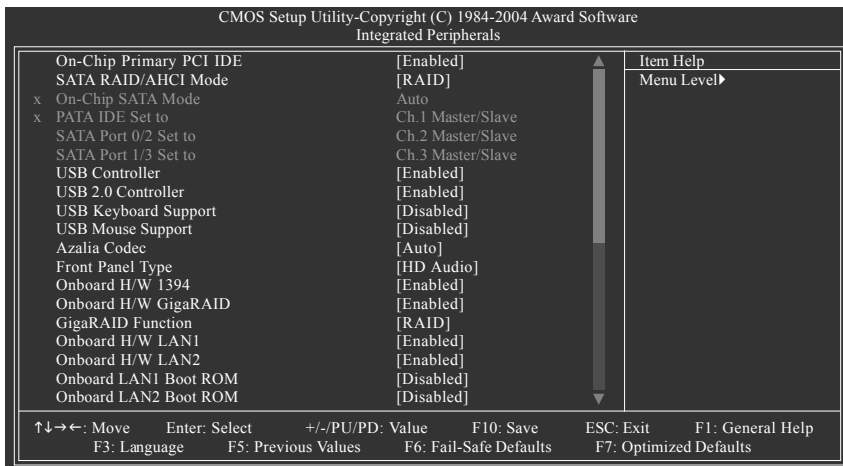 CMOS Setup Utility-Copyright (C) 1984-2004 Award Software
Integrated Peripherals
On-Chip Primary PCI IDE [Enabled]
SATA RAID/AHCI Mode [RAID]
x On-Chip SATA Mode Auto
x PATA IDE Set to Ch.1 Master/Slave
SATA Port 0/2 Set to Ch.2 Master/Slave
SATA Port 1/3 Set to Ch.3 Master/Slave
USB Controller [Enabled]
USB 2.0 Controller [Enabled]
USB Keyboard Support [Disabled]
USB Mouse Support [Disabled]
Azalia Codec [Auto]
Front Panel Type [HD Audio]
Onboard H/W 1394 [Enabled]
Onboard H/W GigaRAID [Enabled]
GigaRAID Function [RAID]
Onboard H/W LAN1 [Enabled]
Onboard H/W LAN2 [Enabled]
Onboard LAN1 Boot ROM [Disabled]
Onboard LAN2 Boot ROM [Disabled]
Item Help
Menu Level▶
↑↓→←: Move Enter: Select +/-/PU/PD: Value F10: Save ESC: Exit F1: General Help
F3: Language F5: Previous Values F6: Fail-Safe Defaults F7: Optimized Defaults